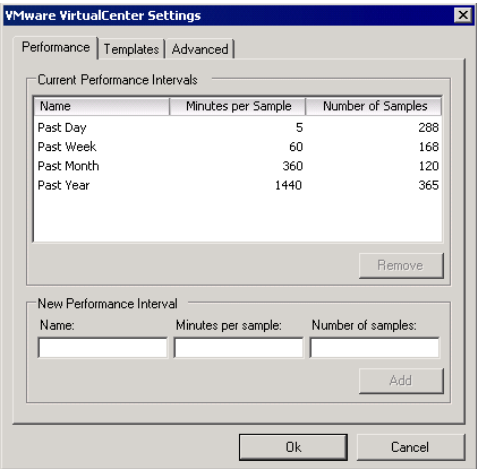 VMware VirtualCenter Settings
Performance Templates Advanced
Current Performance Intervals
Name Minutes per Sample Number of Samples
Past Day 5 288
Past Week 60 168
Past Month 360 120
Past Year 1440 365
Remove
New Performance Interval
Name: Minutes per sample: Number of samples:
Add
Ok Cancel